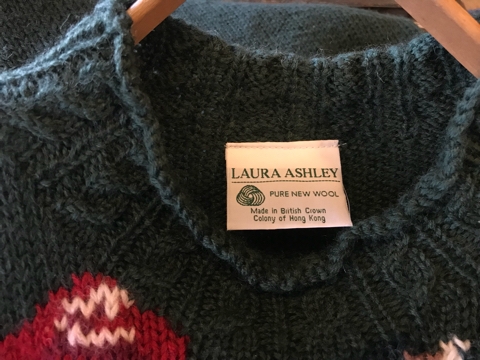 LAURA ASHLEY
PURE NEW WOOL
Made in British Crown
Colony of Hong Kong